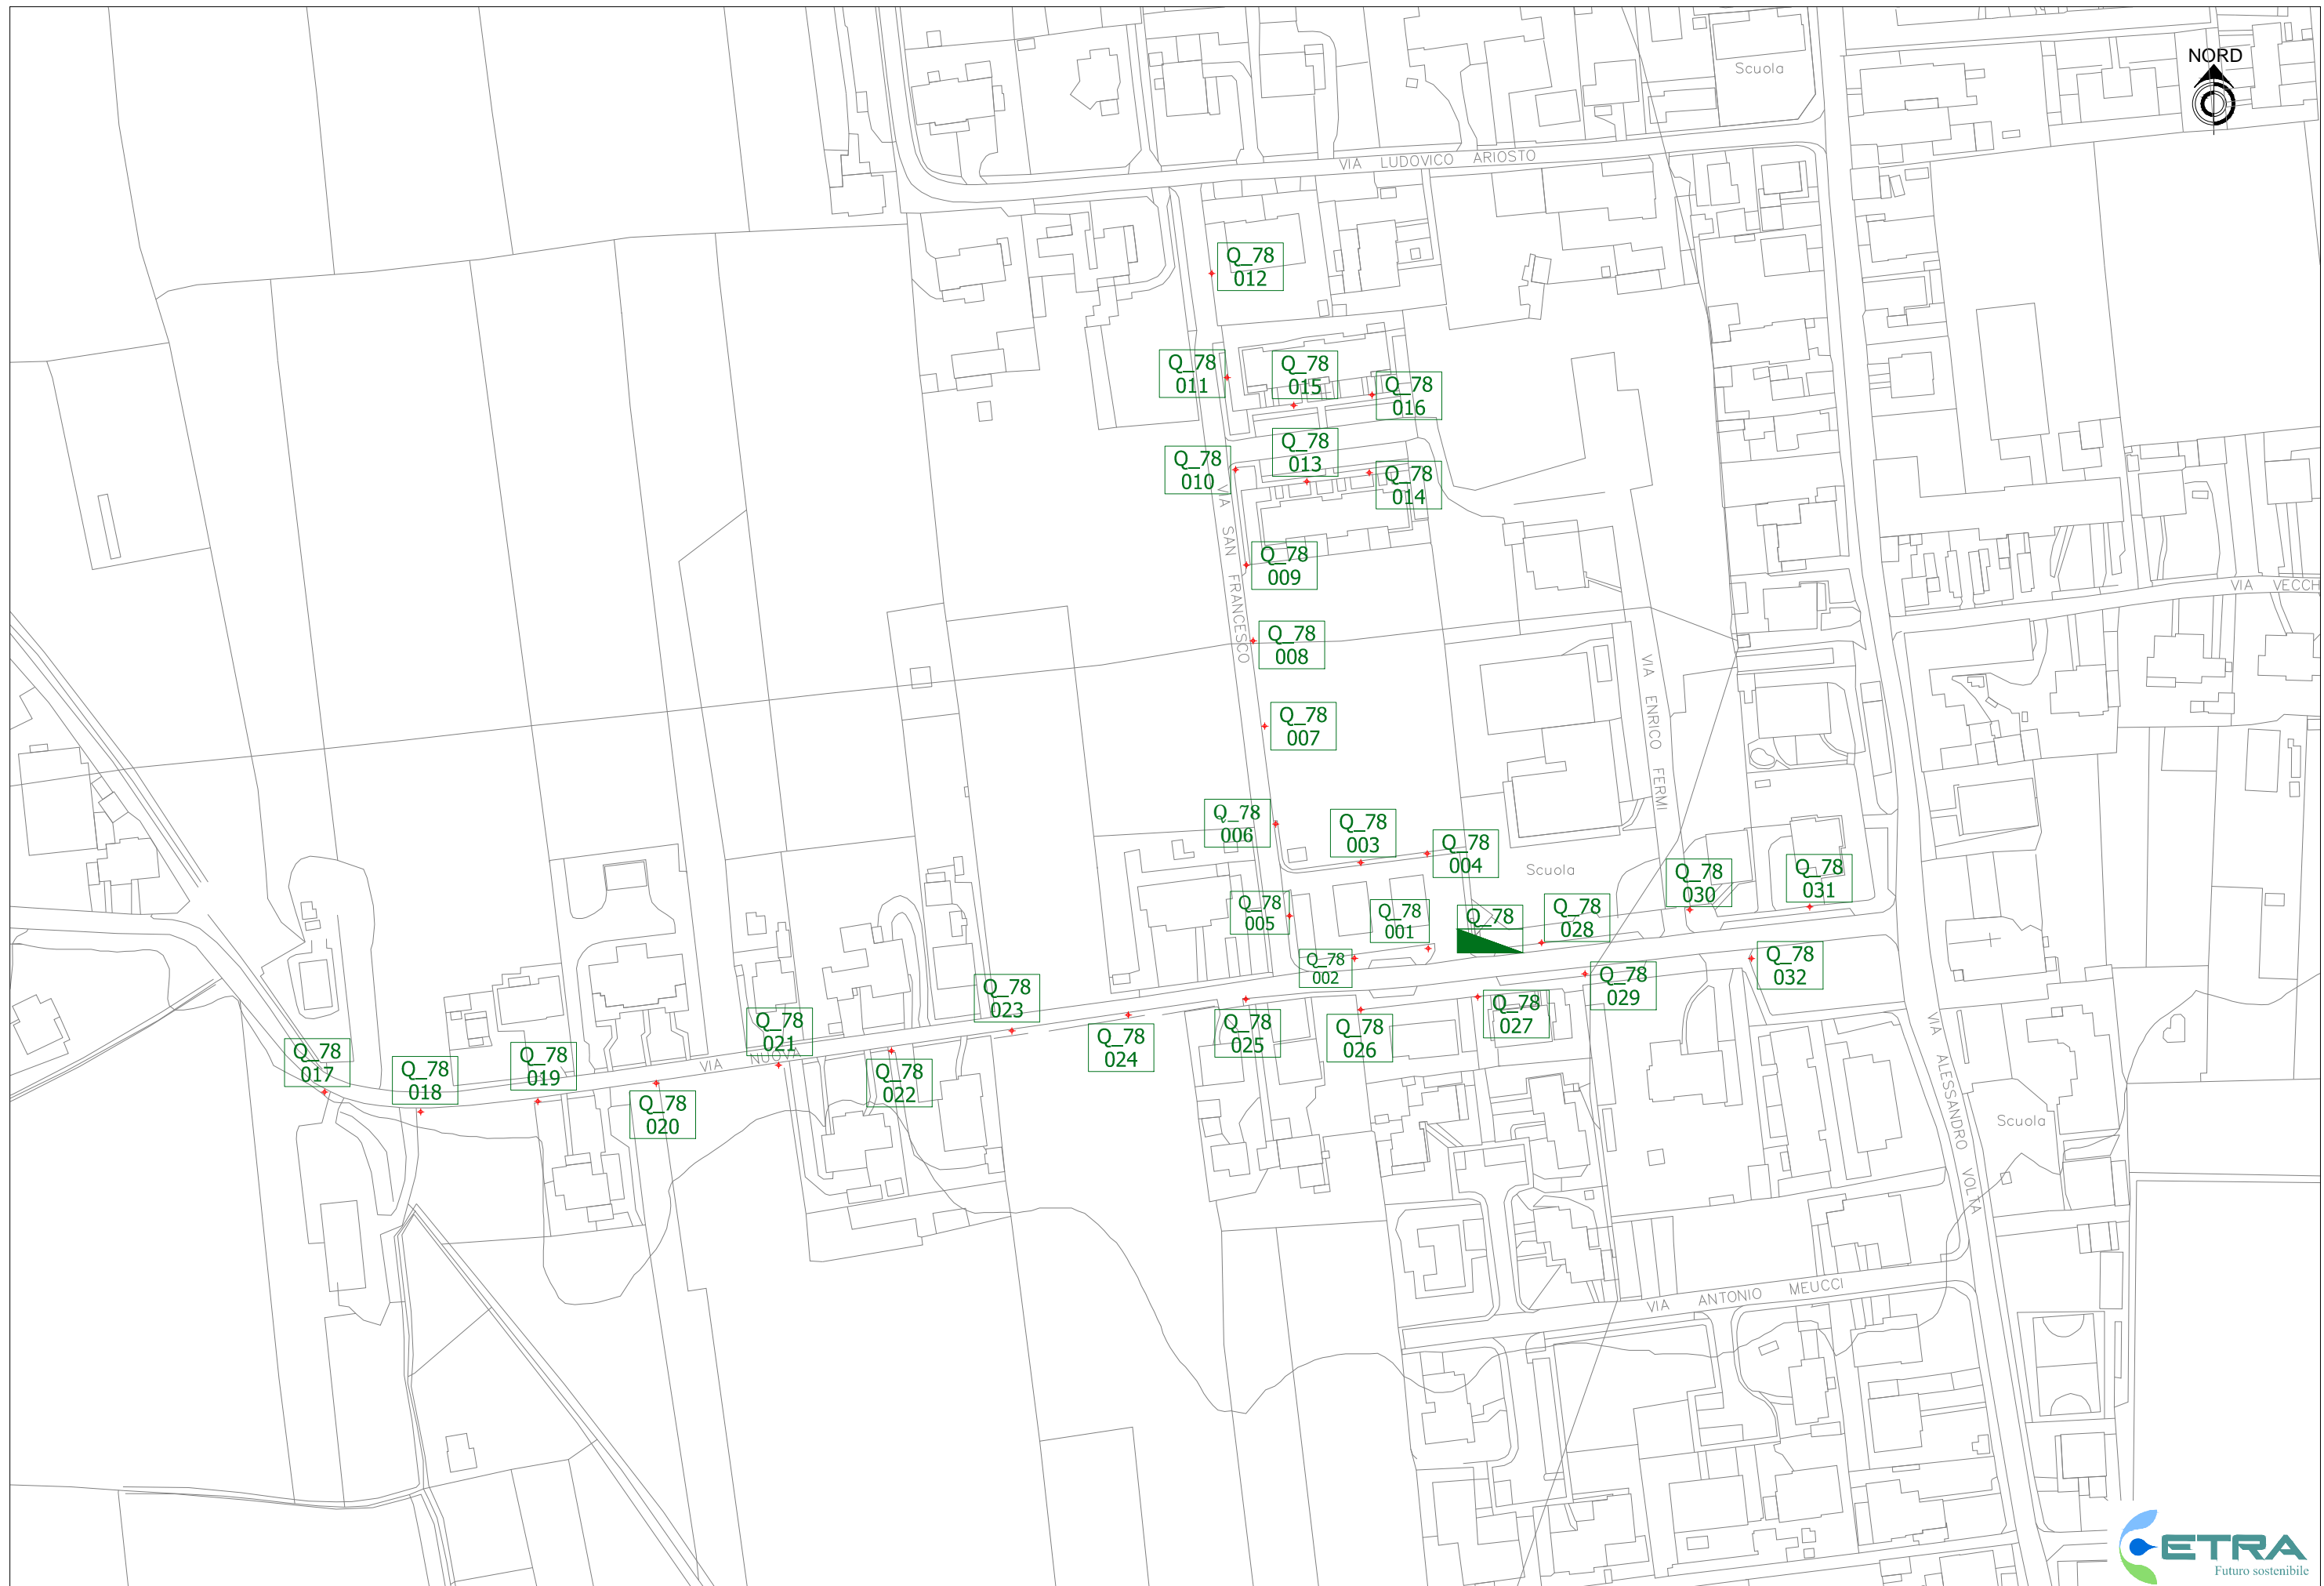 NORD
Scuola
VIA LUDOVICO ARIOSTO
Q_78
012
Q_78
011
Q_78
015
Q_78
016
Q_78
013
Q_78
010
Q_78
014
VIA SAN FRANCESCO
Q_78
009
VIA VECCH
Q_78
008
VIA ENRICO FERMI
Q_78
007
Q_78
006
Q_78
003
Q_78
004
Scuola
Q_78
030
Q_78
031
Q_78
005
Q_78
001
Q_78
Q_78
028
Q_78
002
Q_78
032
Q_78
029
Q_78
023
Q_78
027
Q_78
021
Q_78
024
Q_78
025
Q_78
026
VIA NUOVA
Q_78
017
Q_78
018
Q_78
019
Q_78
022
Q_78
020
VIA ALESSANDRO VOLTA
Scuola
VIA ANTONIO MEUCCI
ETRA
Futuro sostenibile